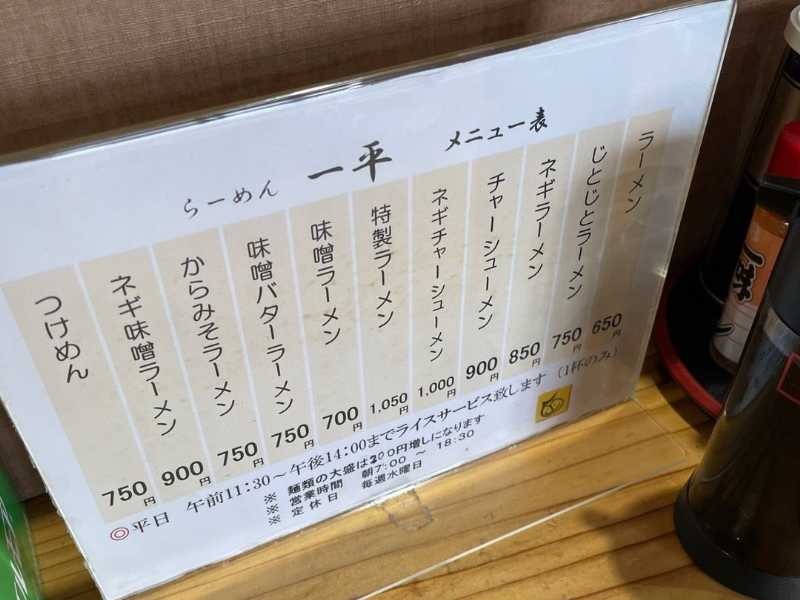 らーめん 一平 メニュー表
ラーメン 650円
じとじとラーメン 750円
ネギラーメン 850円
チャーシューメン 900円
ネギチャーシューメン 1,000円
特製ラーメン 1,050円
味噌ラーメン 700円
味噌バターラーメン 750円
からみそラーメン 750円
ネギ味噌ラーメン 900円
つけめん 750円
◎平日 午前11:30～午後14:00までライスサービス致します (1杯のみ)
※ 麺類の大盛は200円増しになります
※ 営業時間 朝7:00 ～ 18:30
※ 定休日 毎週水曜日
一味